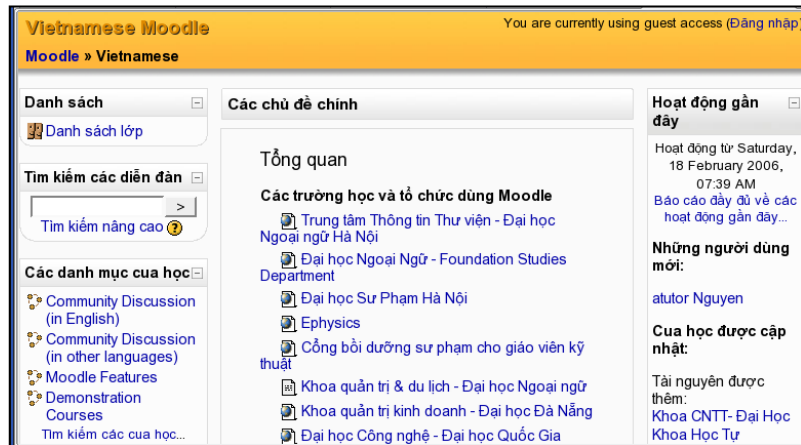 Vietnamese Moodle
You are currently using guest access (Đăng nhập)
Moodle » Vietnamese
Danh sách
Danh sách lớp
Tìm kiếm các diễn đàn
>
Tìm kiếm nâng cao
Các danh mục cua học
Community Discussion
(in English)
Community Discussion
(in other languages)
Moodle Features
Demonstration
Courses
Tìm kiếm các cua học...
Các chủ đề chính
Tổng quan
Các trường học và tổ chức dùng Moodle
Trung tâm Thông tin Thư viện - Đại học
Ngoại ngữ Hà Nội
Đại học Ngoại Ngữ - Foundation Studies
Department
Đại học Sư Phạm Hà Nội
Ephysics
Cổng bồi dưỡng sư phạm cho giáo viên kỹ
thuật
Khoa quản trị & du lịch - Đại học Ngoại ngữ
Khoa quản trị kinh doanh - Đại học Đà Nẵng
Đại học Công nghệ - Đại học Quốc Gia
Hoạt động gần
đây
Hoạt động từ Saturday,
18 February 2006,
07:39 AM
Báo cáo đầy đủ về các
hoạt động gần đây...
Những người dùng
mới:
atutor Nguyen
Cua học được cập
nhật:
Tài nguyên được
thêm:
Khoa CNTT- Đại Học
Khoa Học Tự